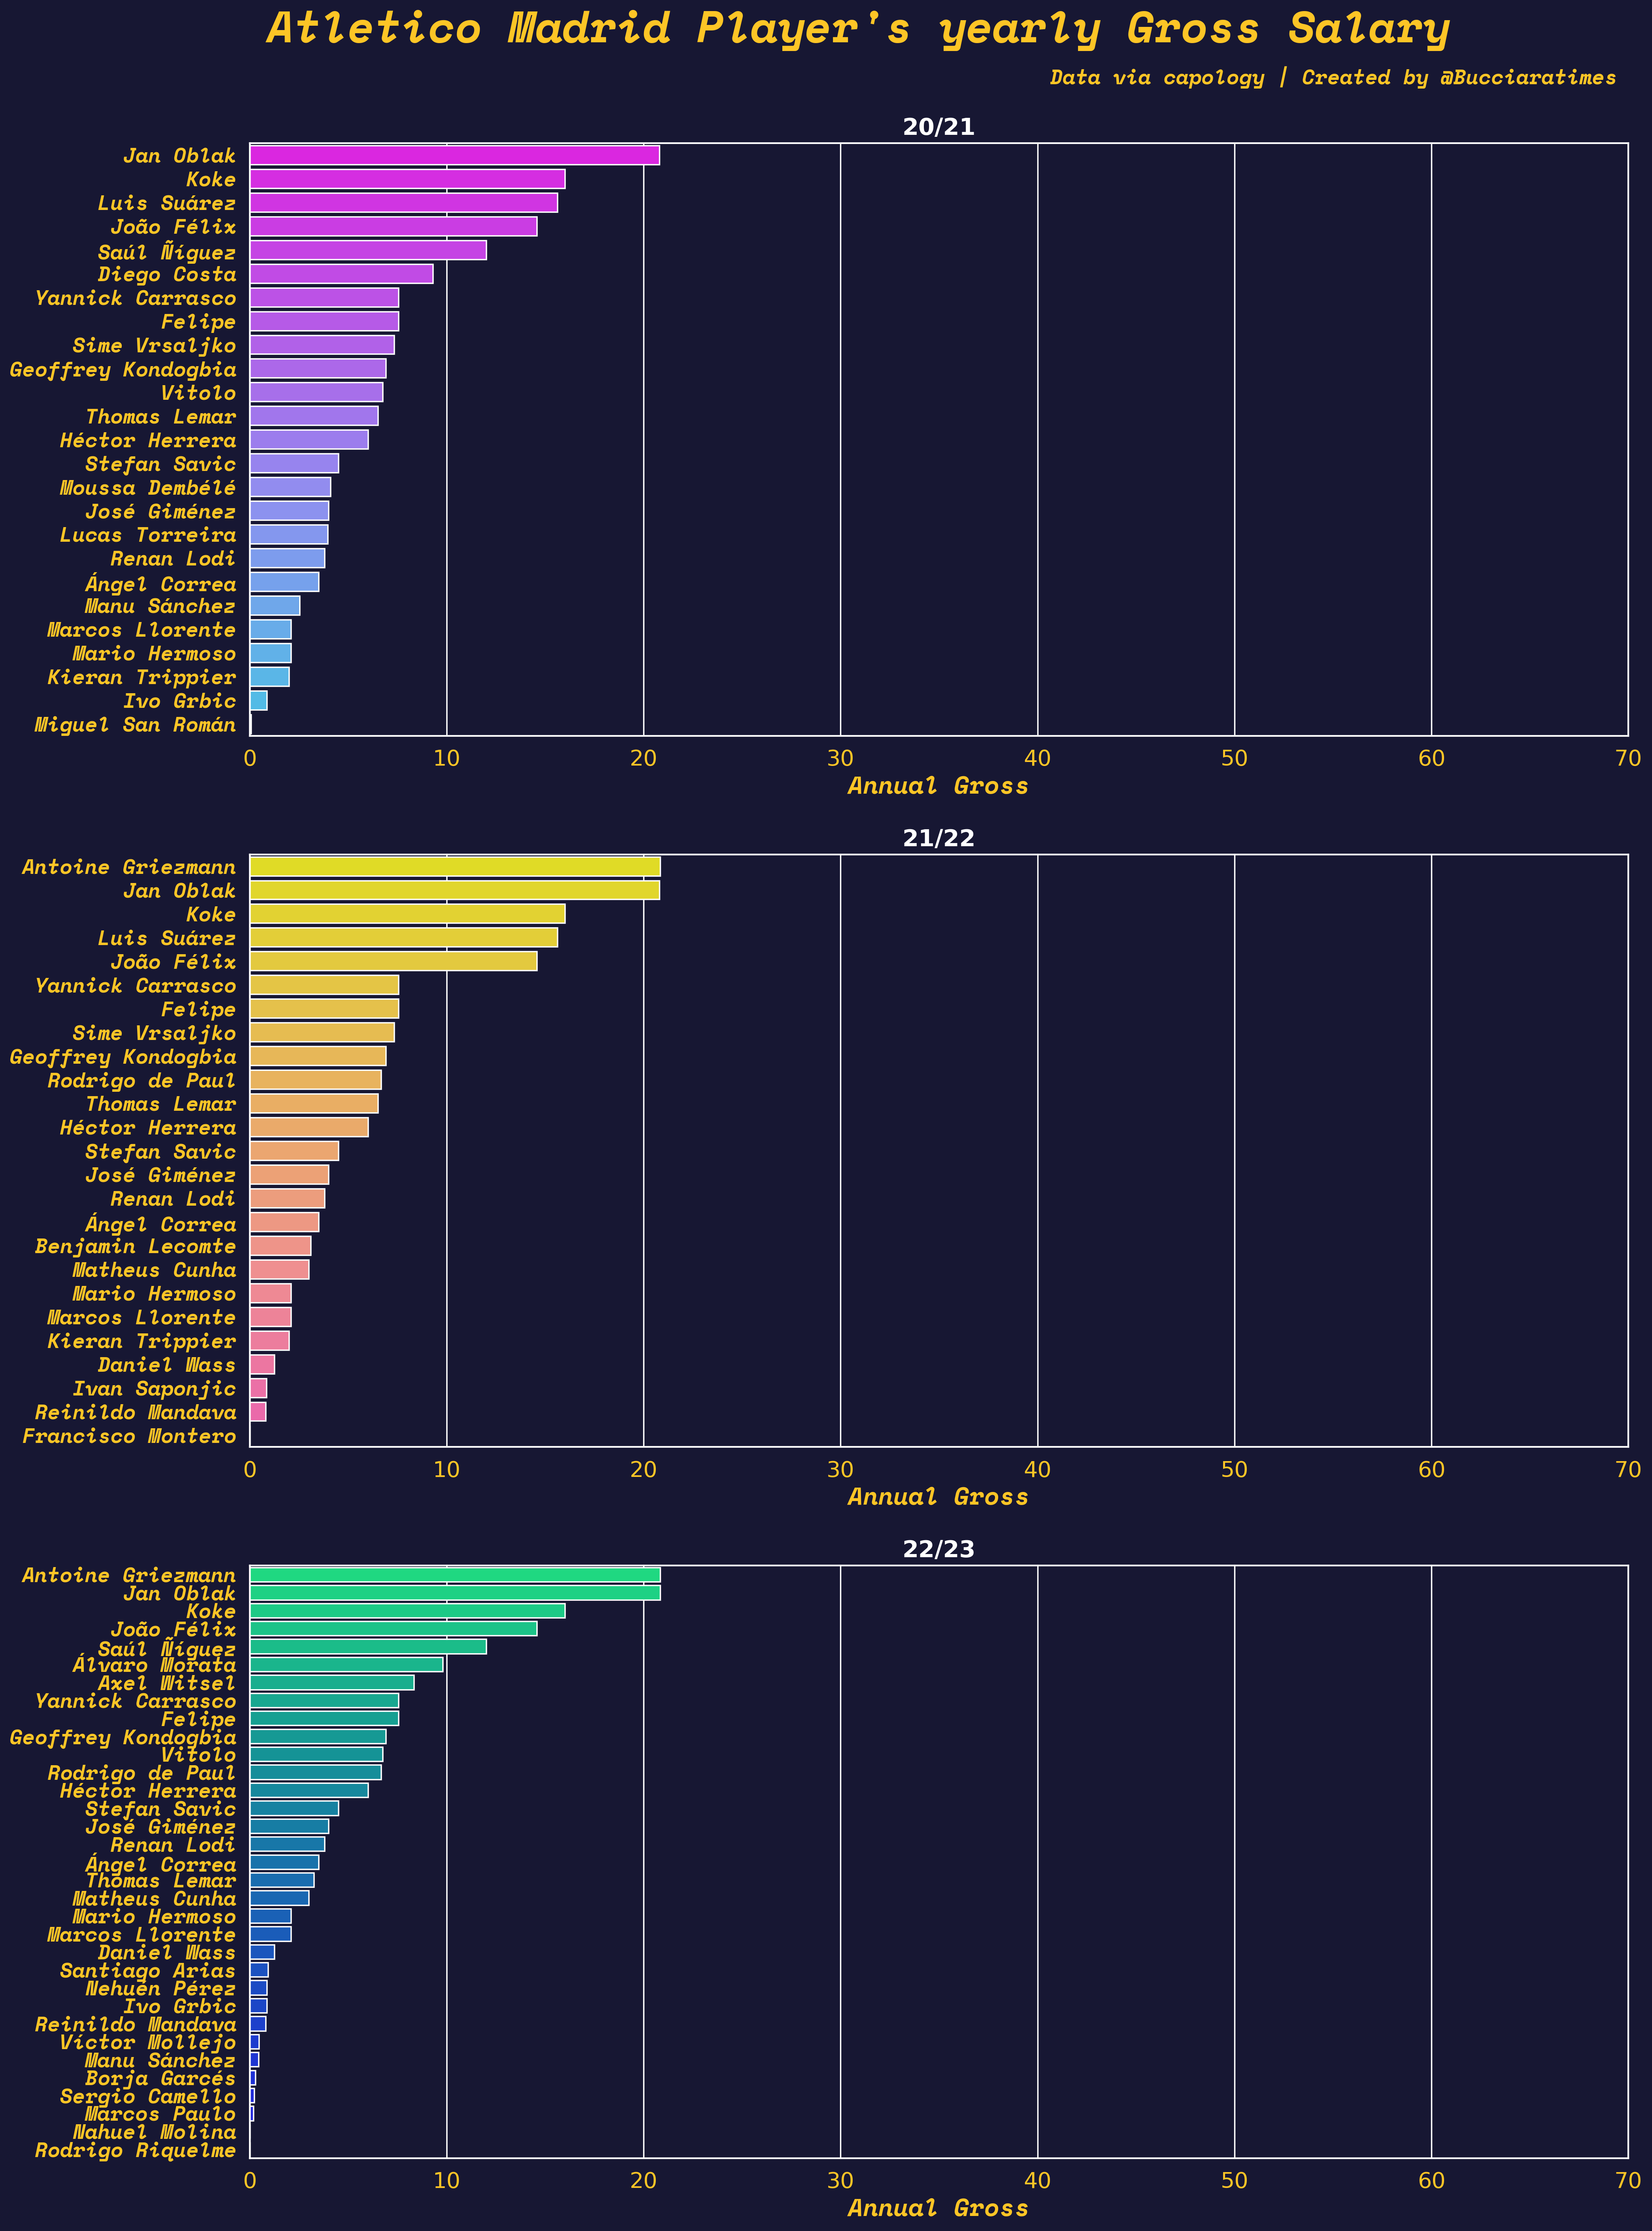 Atletico Madrid Player's yearly Gross Salary
Data via capology | Created by @Bucciaratimes
20/21
Jan Oblak
Koke
Luis Suárez
João Félix
Saúl Ñíguez
Diego Costa
Yannick Carrasco
Felipe
Sime Vrsaljko
Geoffrey Kondogbia
Vitolo
Thomas Lemar
Héctor Herrera
Stefan Savic
Moussa Dembélé
José Giménez
Lucas Torreira
Renan Lodi
Ángel Correa
Manu Sánchez
Marcos Llorente
Mario Hermoso
Kieran Trippier
Ivo Grbic
Miguel San Román
0 10 20 30 40 50 60 70
Annual Gross
21/22
Antoine Griezmann
Jan Oblak
Koke
Luis Suárez
João Félix
Yannick Carrasco
Felipe
Sime Vrsaljko
Geoffrey Kondogbia
Rodrigo de Paul
Thomas Lemar
Héctor Herrera
Stefan Savic
José Giménez
Renan Lodi
Ángel Correa
Benjamin Lecomte
Matheus Cunha
Mario Hermoso
Marcos Llorente
Kieran Trippier
Daniel Wass
Ivan Saponjic
Reinildo Mandava
Francisco Montero
0 10 20 30 40 50 60 70
Annual Gross
22/23
Antoine Griezmann
Jan Oblak
Koke
João Félix
Saúl Ñíguez
Álvaro Morata
Axel Witsel
Yannick Carrasco
Felipe
Geoffrey Kondogbia
Vitolo
Rodrigo de Paul
Héctor Herrera
Stefan Savic
José Giménez
Renan Lodi
Ángel Correa
Thomas Lemar
Matheus Cunha
Mario Hermoso
Marcos Llorente
Daniel Wass
Santiago Arias
Nehuén Pérez
Ivo Grbic
Reinildo Mandava
Víctor Mollejo
Manu Sánchez
Borja Garcés
Sergio Camello
Marcos Paulo
Nahuel Molina
Rodrigo Riquelme
0 10 20 30 40 50 60 70
Annual Gross